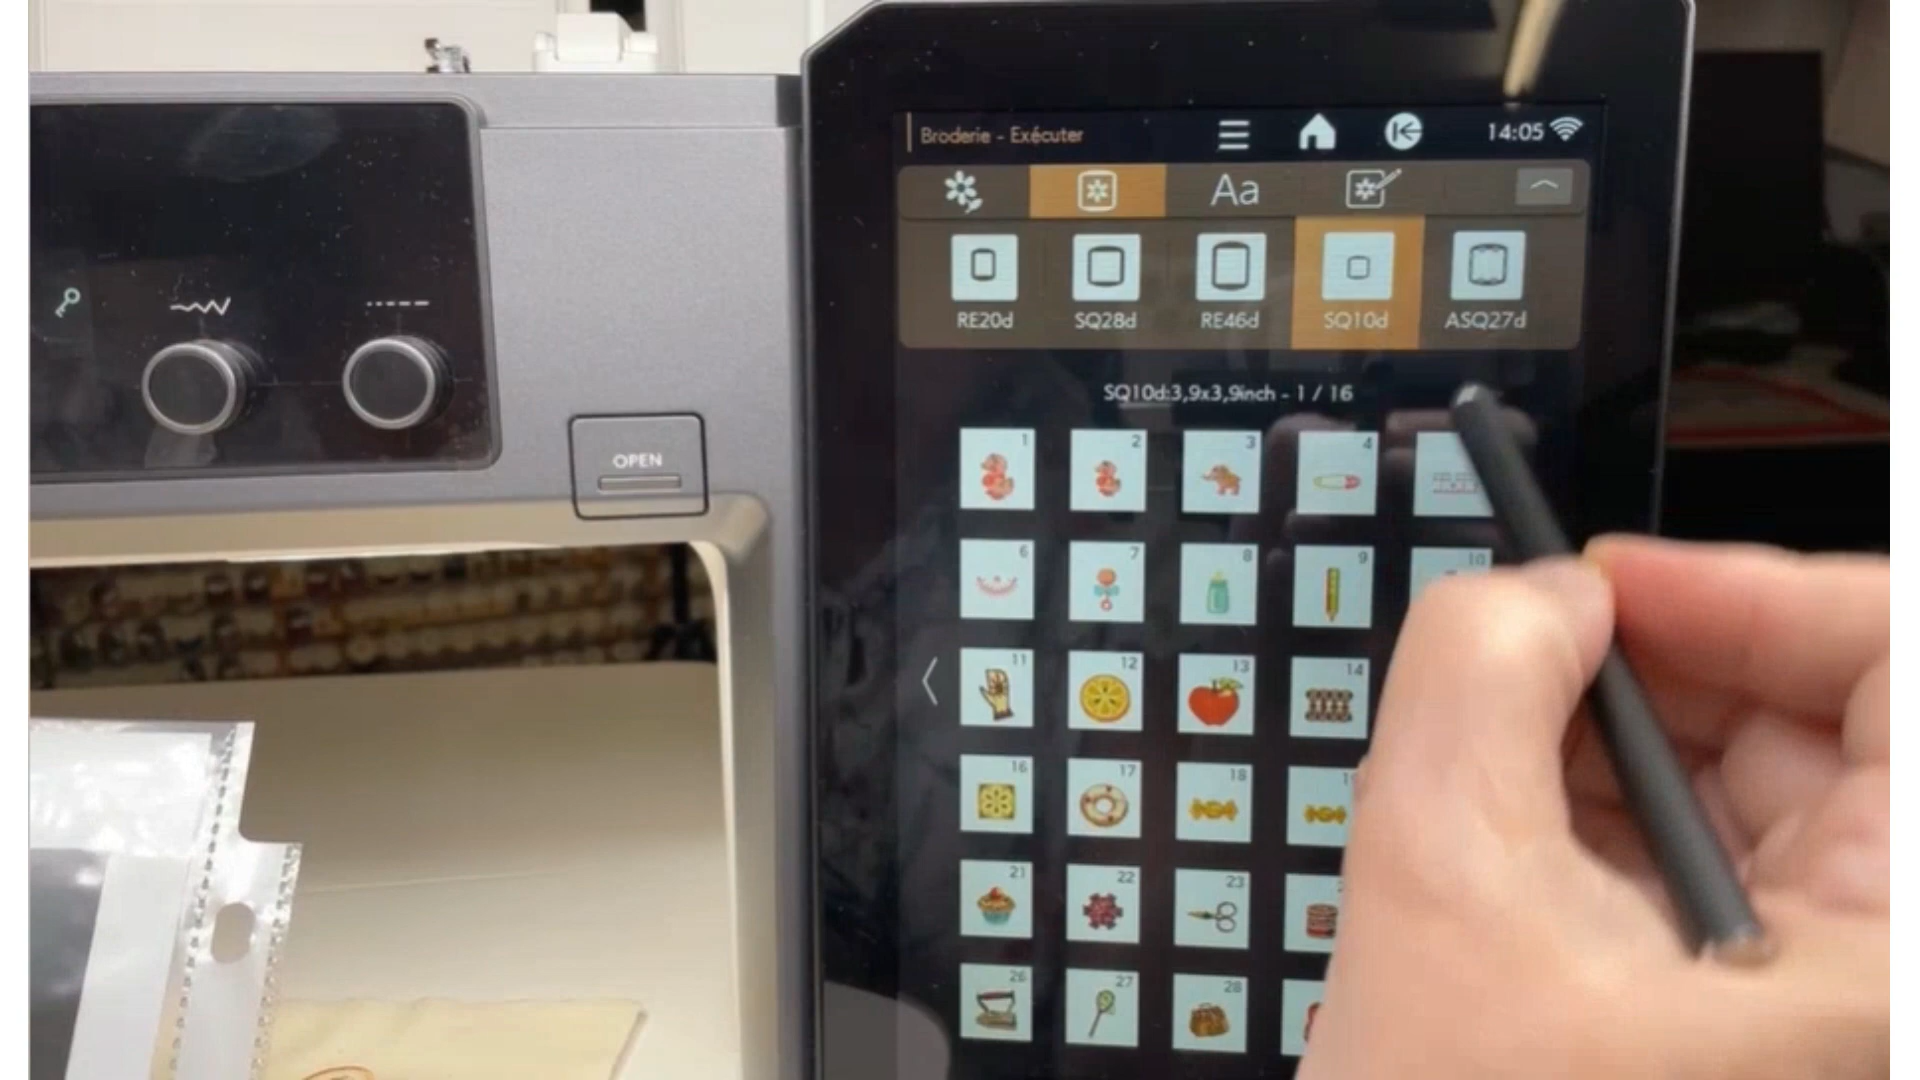 Broderie - Exécuter
14:05
Aa
RE20d
SQ28d
RE46d
SQ10d
ASQ27d
SQ10d:3,9x3,9inch - 1 / 16
OPEN
1
2
3
4
6
7
8
9
10
11
12
13
14
16
17
18
21
22
23
26
27
28